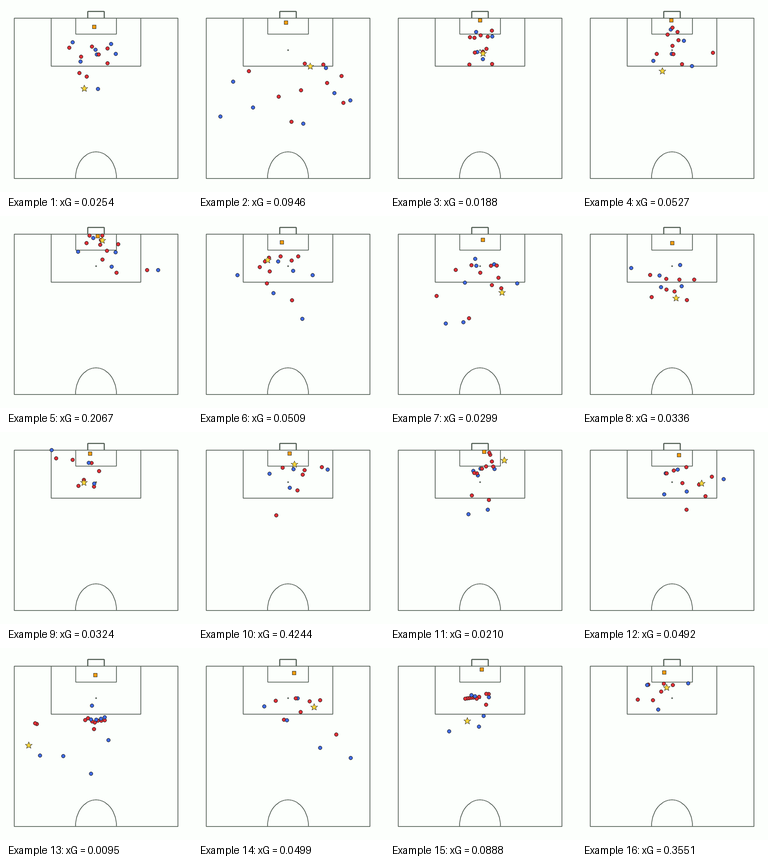 Example 1: xG = 0.0254
Example 2: xG = 0.0946
Example 3: xG = 0.0188
Example 4: xG = 0.0527
Example 5: xG = 0.2067
Example 6: xG = 0.0509
Example 7: xG = 0.0299
Example 8: xG = 0.0336
Example 9: xG = 0.0324
Example 10: xG = 0.4244
Example 11: xG = 0.0210
Example 12: xG = 0.0492
Example 13: xG = 0.0095
Example 14: xG = 0.0499
Example 15: xG = 0.0888
Example 16: xG = 0.3551